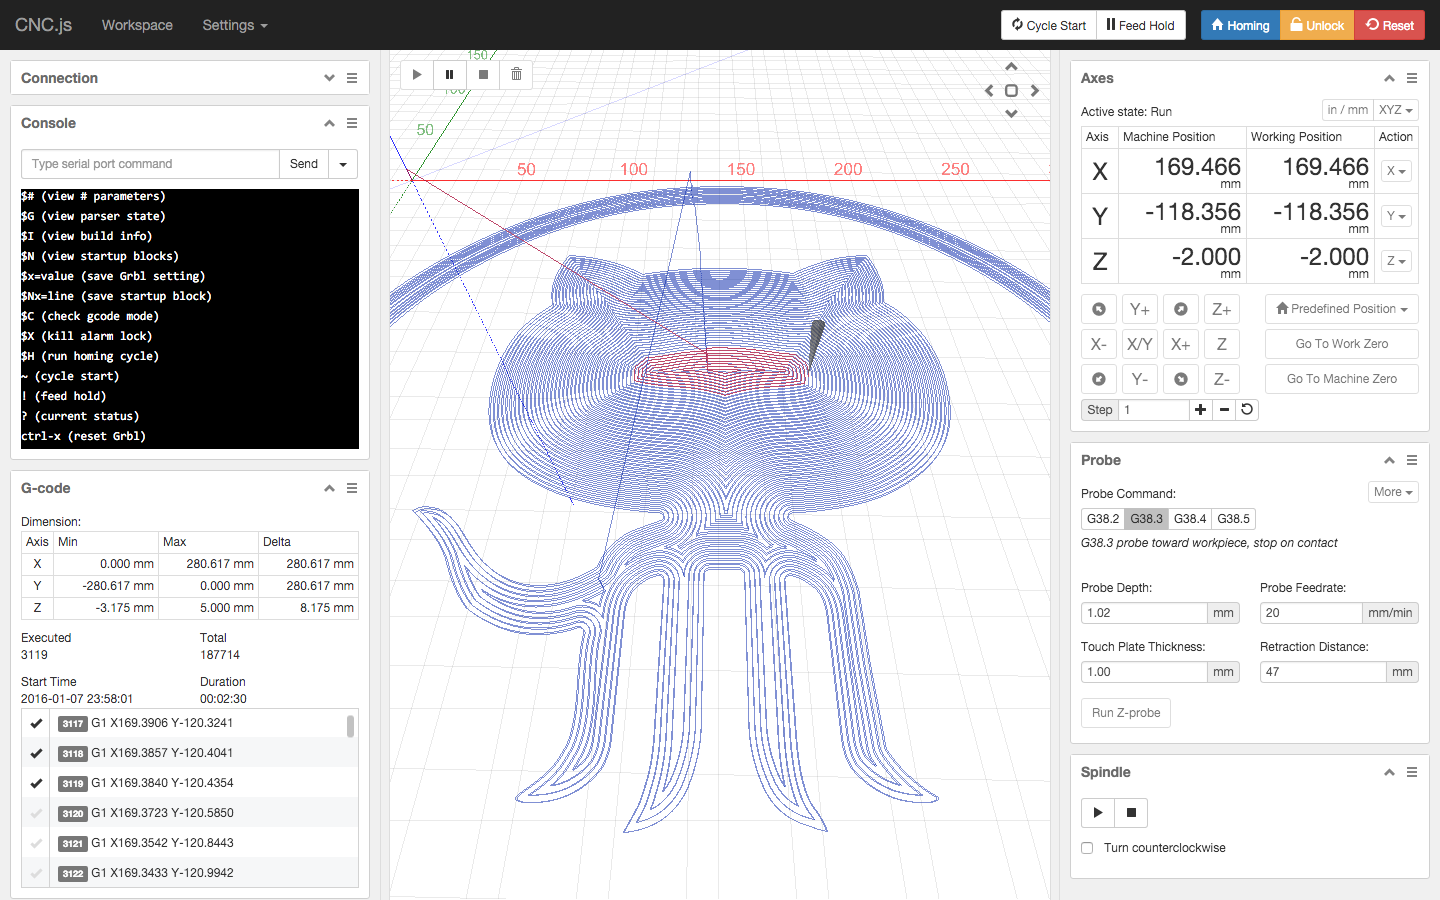 CNC.js Workspace Settings Cycle Start Feed Hold Homing Unlock Reset
Connection
Console
Type serial port command Send
$# (view # parameters)
$G (view parser state)
$I (view build info)
$N (view startup blocks)
$x=value (save Grbl setting)
$Nx=line (save startup block)
$C (check gcode mode)
$X (kill alarm lock)
$H (run homing cycle)
~ (cycle start)
! (feed hold)
? (current status)
ctrl-x (reset Grbl)
G-code
Dimension:
Axis Min Max Delta
X 0.000 mm 280.617 mm 280.617 mm
Y -280.617 mm 0.000 mm 280.617 mm
Z -3.175 mm 5.000 mm 8.175 mm
Executed Total
3119 187714
Start Time Duration
2016-01-07 23:58:01 00:02:30
3117 G1 X169.3906 Y-120.3241
3118 G1 X169.3857 Y-120.4041
3119 G1 X169.3840 Y-120.4354
3120 G1 X169.3723 Y-120.5850
3121 G1 X169.3542 Y-120.8443
3122 G1 X169.3433 Y-120.9942
150
100
50
50 100 150 200 250
Axes
Active state: Run in / mm XYZ
Axis Machine Position Working Position Action
X 169.466 mm 169.466 mm X
Y -118.356 mm -118.356 mm Y
Z -2.000 mm -2.000 mm Z
Y+ Z+ Predefined Position
X- X/Y X+ Z Go To Work Zero
Y- Z- Go To Machine Zero
Step 1
Probe
Probe Command: More
G38.2 G38.3 G38.4 G38.5
G38.3 probe toward workpiece, stop on contact
Probe Depth: Probe Feedrate:
1.02 mm 20 mm/min
Touch Plate Thickness: Retraction Distance:
1.00 mm 47 mm
Run Z-probe
Spindle
Turn counterclockwise